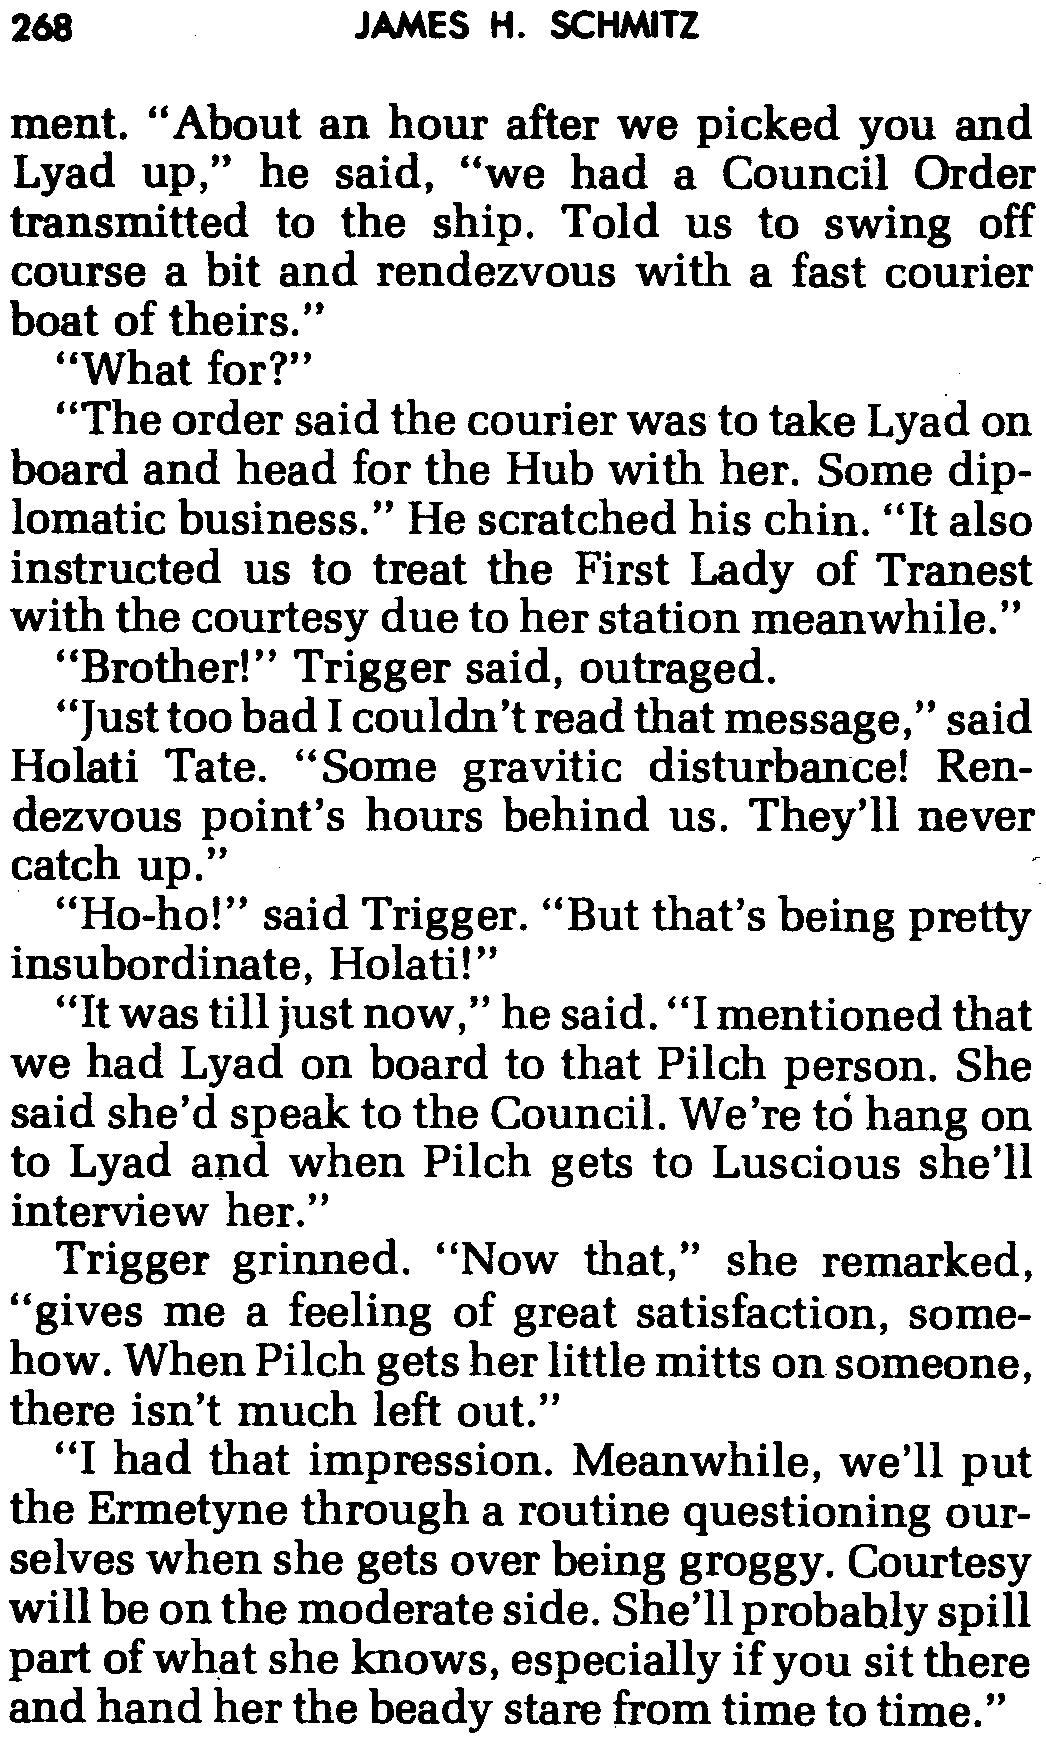 268 JAMES H. SCHMITZ
ment. “About an hour after we picked you and
Lyad up,” he said, “we had a Council Order
transmitted to the ship. Told us to swing off
course a bit and rendezvous with a fast courier
boat of theirs.”
“What for?”
“The order said the courier was to take Lyad on
board and head for the Hub with her. Some dip-
lomatic business.” He scratched his chin. “It also
instructed us to treat the First Lady of Tranest
with the courtesy due to her station meanwhile.”
“Brother!” Trigger said, outraged.
“Just too bad I couldn’t read that message,” said
Holati Tate. “Some gravitic disturbance! Ren-
dezvous point’s hours behind us. They’ll never
catch up.”
“Ho-ho!” said Trigger. “But that’s being pretty
insubordinate, Holati!”
“It was till just now,” he said. “I mentioned that
we had Lyad on board to that Pilch person. She
said she’d speak to the Council. We’re to hang on
to Lyad and when Pilch gets to Luscious she’ll
interview her.”
Trigger grinned. “Now that,” she remarked,
“gives me a feeling of great satisfaction, some-
how. When Pilch gets her little mitts on someone,
there isn’t much left out.”
“I had that impression. Meanwhile, we’ll put
the Ermetyne through a routine questioning our-
selves when she gets over being groggy. Courtesy
will be on the moderate side. She’ll probably spill
part of what she knows, especially if you sit there
and hand her the beady stare from time to time.”